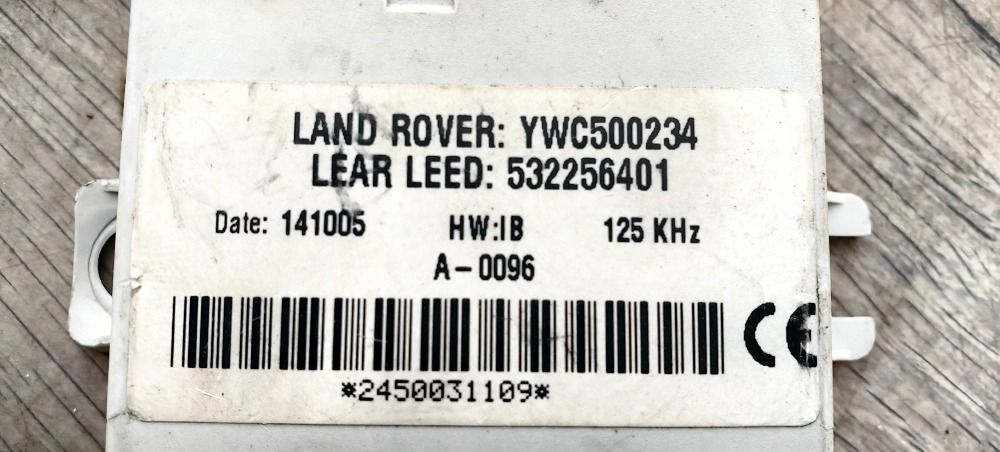 LAND ROVER: YWC500234
LEAR LEED: 532256401
Date: 141005 HW:IB 125 KHz
A-0096
CE
*2450031109*